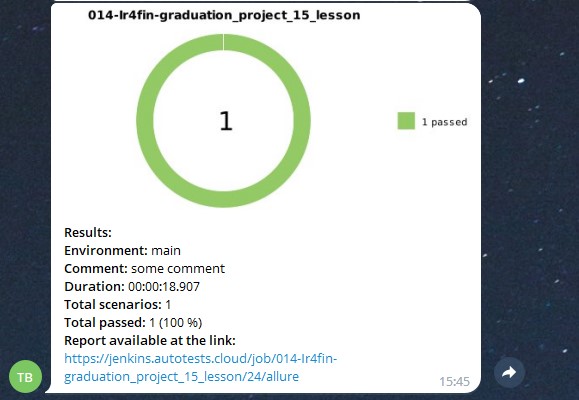 014-Ir4fin-graduation_project_15_lesson
1
1 passed
Results:
Environment: main
Comment: some comment
Duration: 00:00:18.907
Total scenarios: 1
Total passed: 1 (100 %)
Report available at the link:
https://jenkins.autotests.cloud/job/014-Ir4fin-
graduation_project_15_lesson/24/allure
TB
15:45